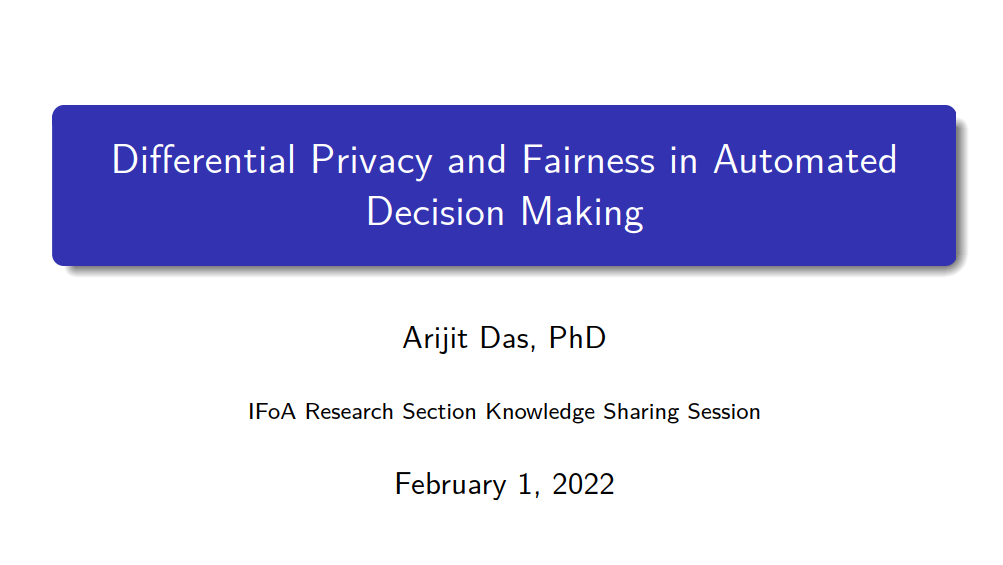 Differential Privacy and Fairness in Automated
Decision Making
Arijit Das, PhD
IFoA Research Section Knowledge Sharing Session
February 1, 2022